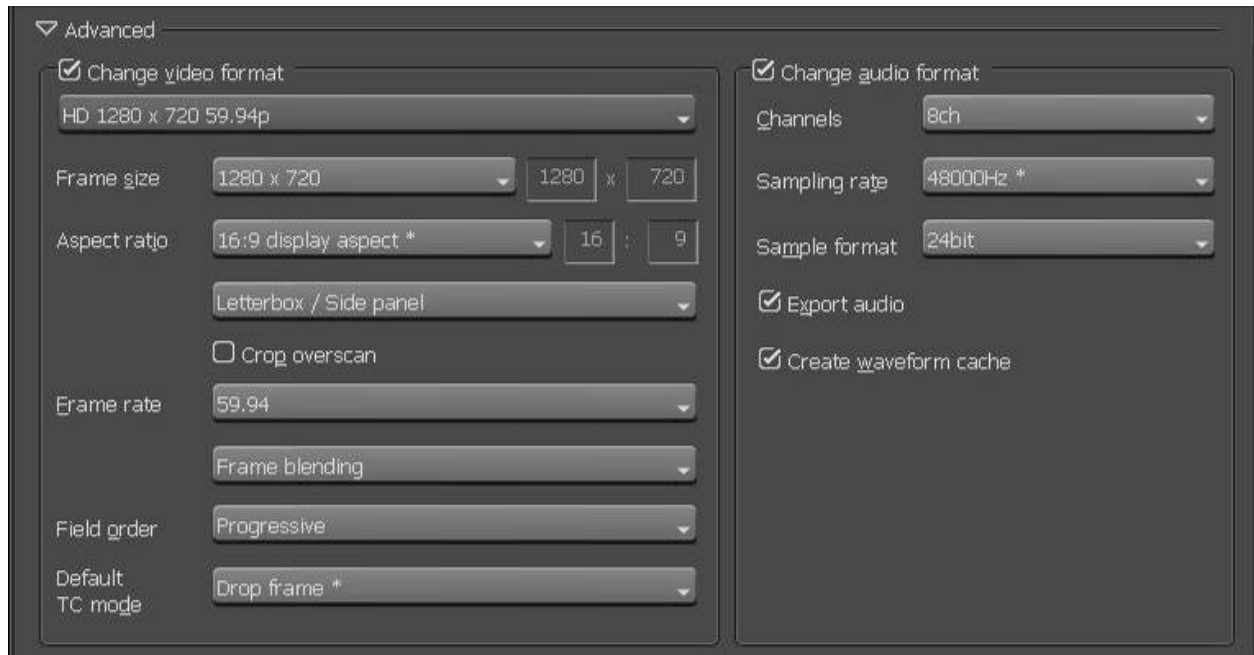 Advanced
Change video format
HD 1280 x 720 59.94p
Frame size 1280 x 720 1280 x 720
Aspect ratio 16:9 display aspect * 16 : 9
Letterbox / Side panel
Crop overscan
Frame rate 59.94
Frame blending
Field order Progressive
Default
TC mode Drop frame *
Change audio format
Channels 8ch
Sampling rate 48000Hz *
Sample format 24bit
Export audio
Create waveform cache